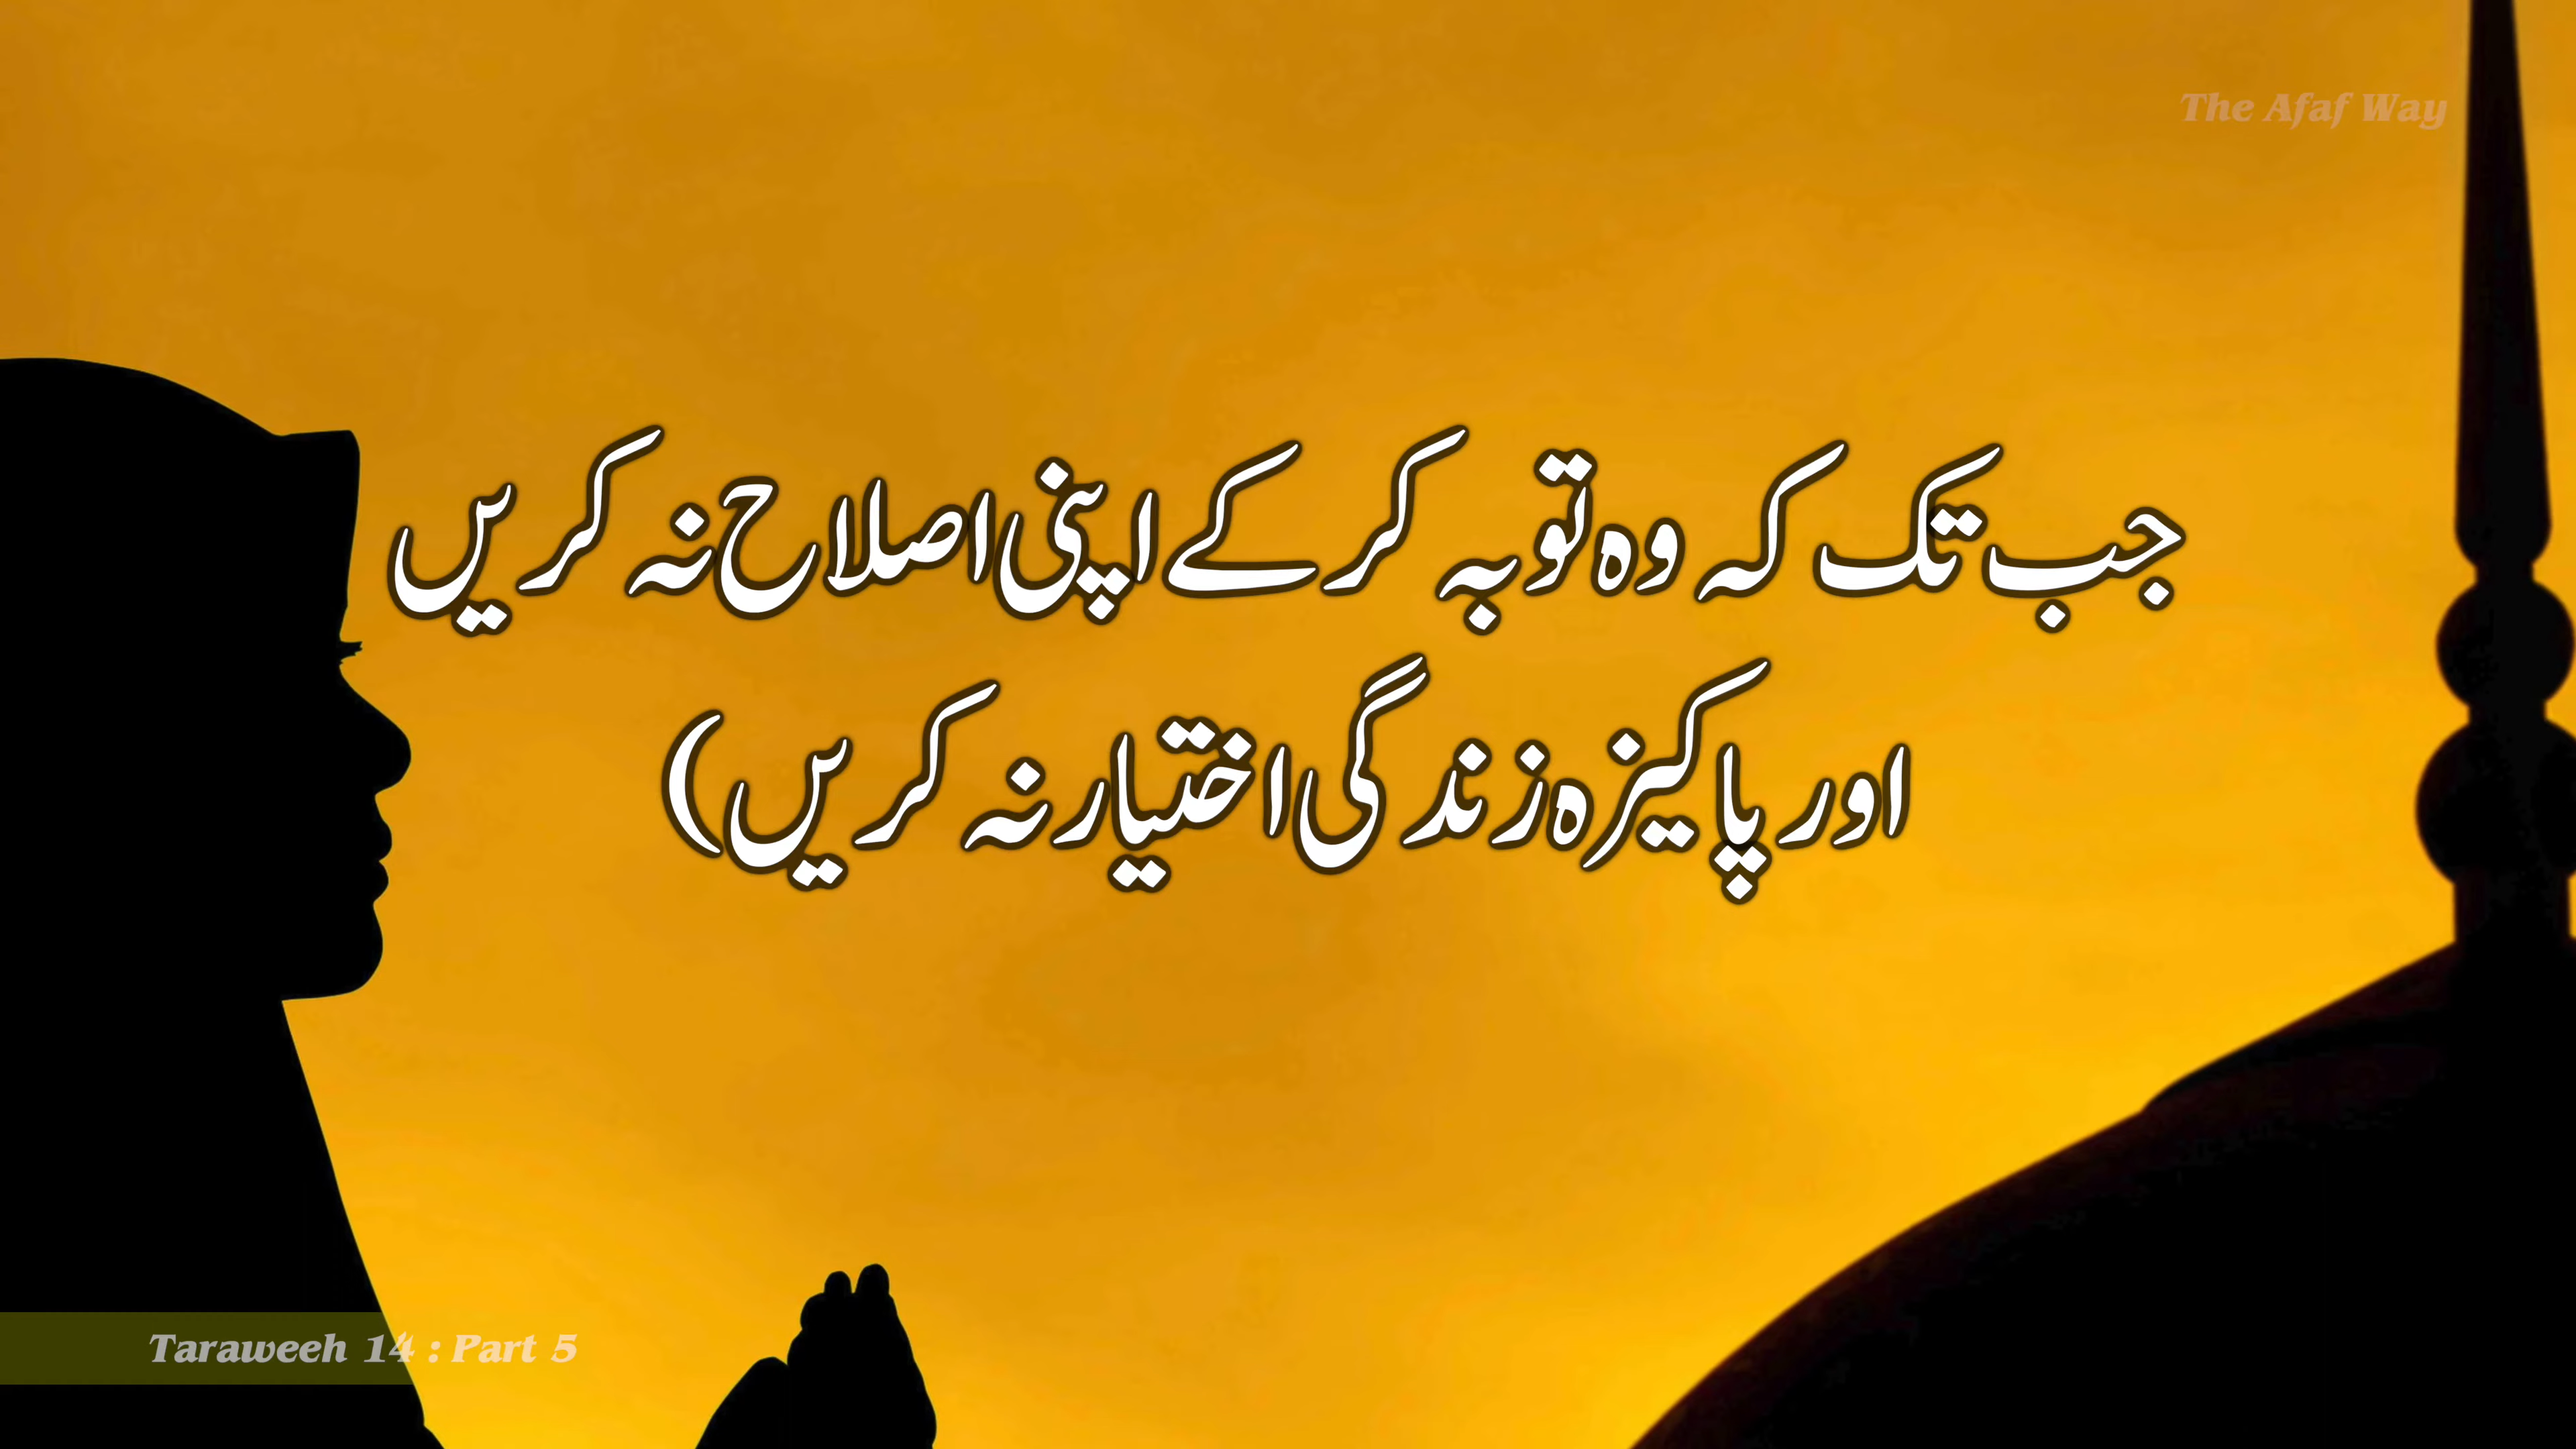 The Afaf Way
جب تک کہ وہ توبہ کر کے اپنی اصلاح نہ کریں
اور پاکیزہ زندگی اختیار نہ کریں)
Taraweeh 14 : Part 5